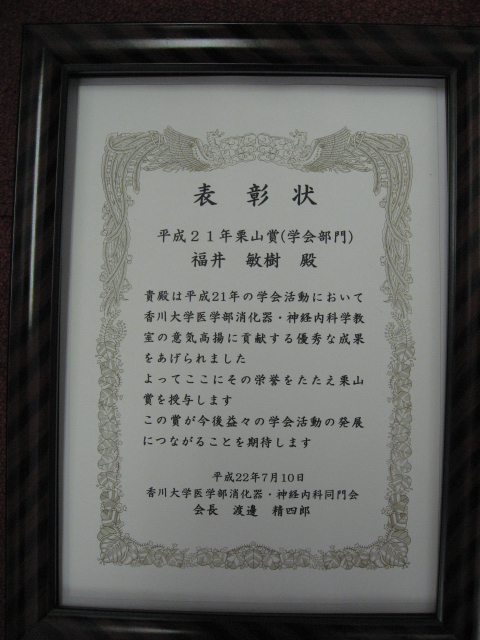 表彰状
平成21年栗山賞(学会部門)
福井 敏樹 殿
貴殿は平成21年の学会活動において
香川大学医学部消化器・神経内科学教
室の意気高揚に貢献する優秀な成果
をあげられました
よってここにその栄誉をたたえ栗山
賞を授与します
この賞が今後益々の学会活動の発展
につながることを期待します
平成22年7月10日
香川大学医学部消化器・神経内科同門会
会長 渡邊 精四郎